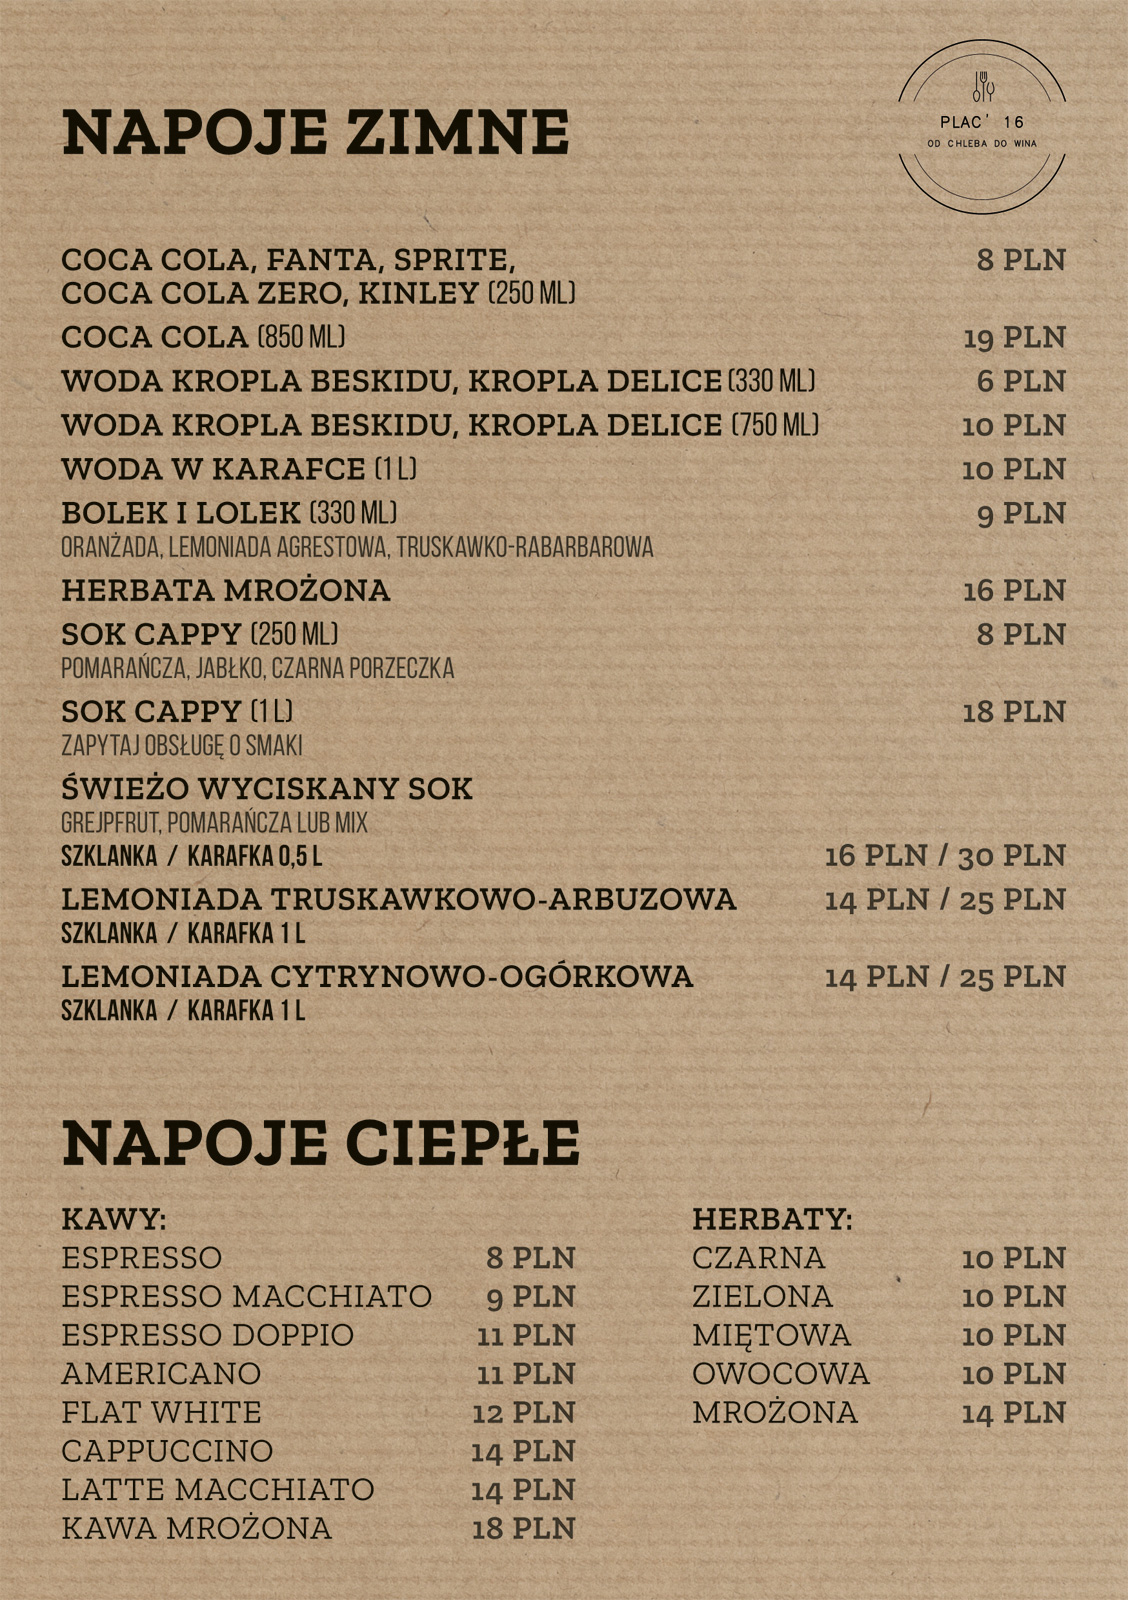 NAPOJE ZIMNE
PLAC' 16
OD CHLEBA DO WINA
COCA COLA, FANTA, SPRITE, 8 PLN
COCA COLA ZERO, KINLEY (250 ML)
COCA COLA (850 ML) 19 PLN
WODA KROPLA BESKIDU, KROPLA DELICE (330 ML) 6 PLN
WODA KROPLA BESKIDU, KROPLA DELICE (750 ML) 10 PLN
WODA W KARAFCE (1 L) 10 PLN
BOLEK I LOLEK (330 ML) 9 PLN
ORANŻADA, LEMONIADA AGRESTOWA, TRUSKAWKO-RABARBAROWA
HERBATA MROŻONA 16 PLN
SOK CAPPY (250 ML) 8 PLN
POMARAŃCZA, JABŁKO, CZARNA PORZECZKA
SOK CAPPY (1 L) 18 PLN
ZAPYTAJ OBSŁUGĘ O SMAKI
ŚWIEŻO WYCISKANY SOK
GREJPFRUT, POMARAŃCZA LUB MIX
SZKLANKA / KARAFKA 0,5 L 16 PLN / 30 PLN
LEMONIADA TRUSKAWKOWO-ARBUZOWA 14 PLN / 25 PLN
SZKLANKA / KARAFKA 1 L
LEMONIADA CYTRYNOWO-OGÓRKOWA 14 PLN / 25 PLN
SZKLANKA / KARAFKA 1 L
NAPOJE CIEPŁE
KAWY:
ESPRESSO 8 PLN
ESPRESSO MACCHIATO 9 PLN
ESPRESSO DOPPIO 11 PLN
AMERICANO 11 PLN
FLAT WHITE 12 PLN
CAPPUCCINO 14 PLN
LATTE MACCHIATO 14 PLN
KAWA MROŻONA 18 PLN
HERBATY:
CZARNA 10 PLN
ZIELONA 10 PLN
MIĘTOWA 10 PLN
OWOCOWA 10 PLN
MROŻONA 14 PLN